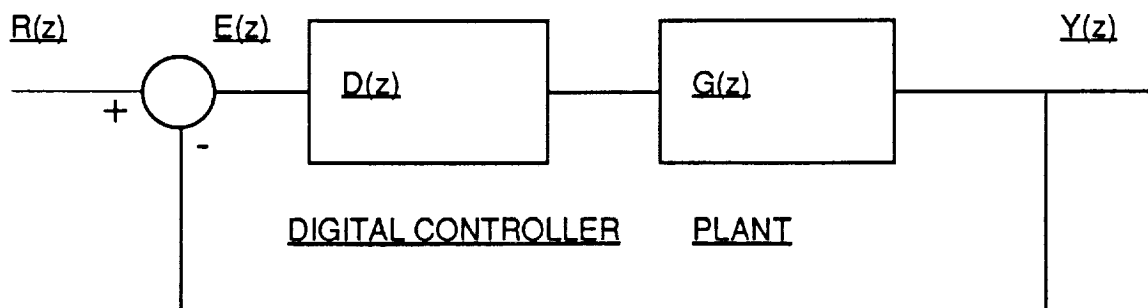 R(z) E(z) Y(z)
D(z) G(z)
+
-
DIGITAL CONTROLLER PLANT